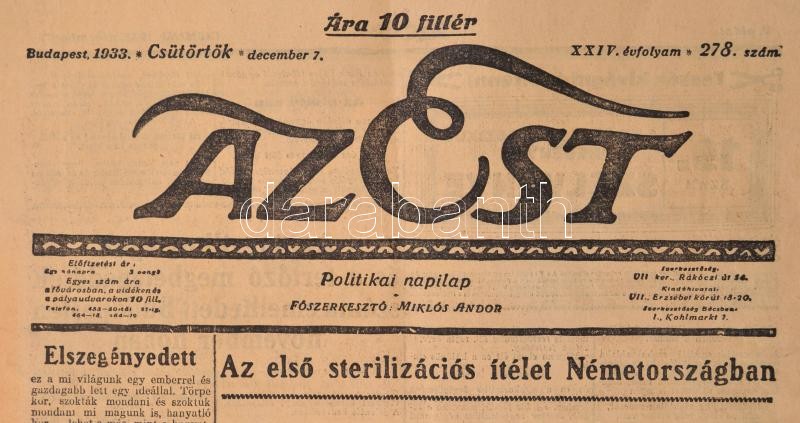 Ára 10 fillér
Budapest, 1933. * Csütörtök * december 7.
XXIV. évfolyam * 278. szám.
AZ EST
darabanth
Előfizetési ár:
Egy hónapra 3 pengő
Egyes szám ára
a fővárosban, a vidéken és
a pályaudvarokon 10 fill.
Politikai napilap
FŐSZERKESZTŐ: MIKLÓS ANDOR
Szerkesztőség:
VII ker., Rákóczi út 54.
Kiadóhivatal:
VII., Erzsébet körút 18-20.
Szerkesztőség Bécsben:
I., Kohlmarkt 7.
Elszegényedett
ez a mi világunk egy emberrel és
gazdagabb lett egy ideállal. Törpe
kor, szokták mondani és szoktuk
mondani mi magunk is, hanyatló
Az első sterilizációs ítélet Németországban